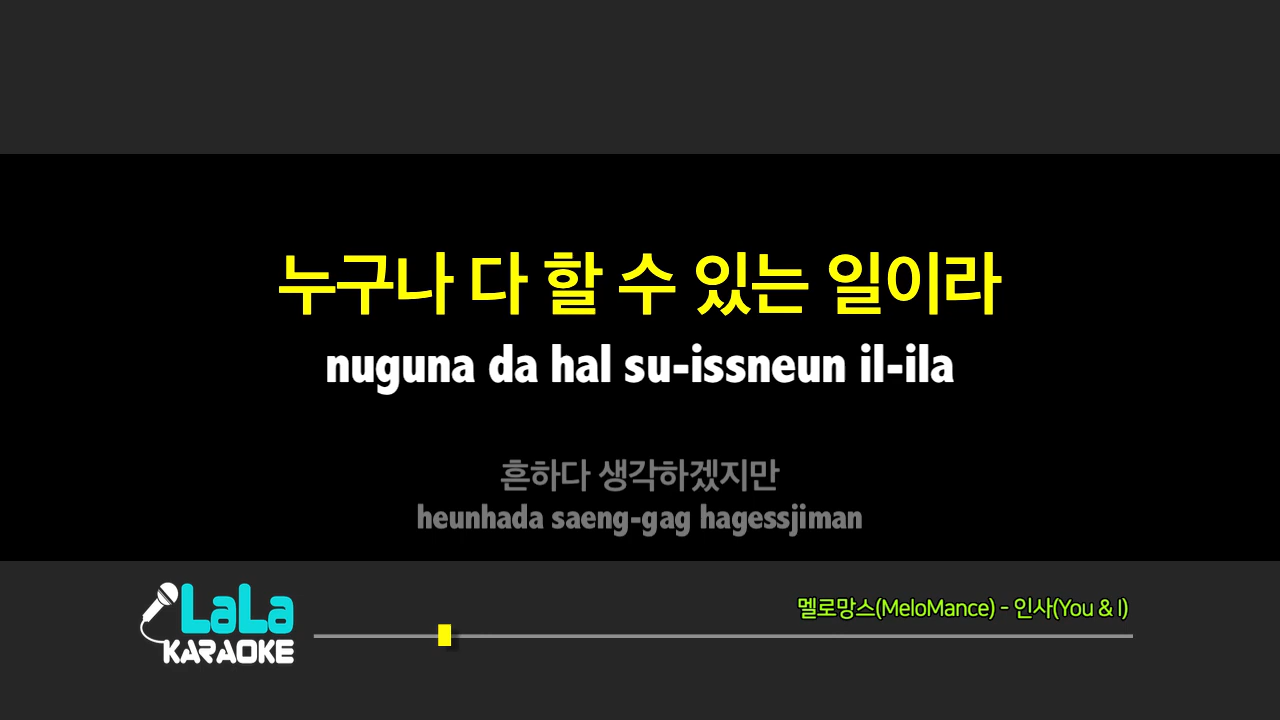 누구나 다 할 수 있는 일이라
nuguna da hal su-issneun il-ila
흔하다 생각하겠지만
heunhada saeng-gag hagessjiman
LaLa
KARAOKE
멜로망스(MeloMance) - 인사(You & I)